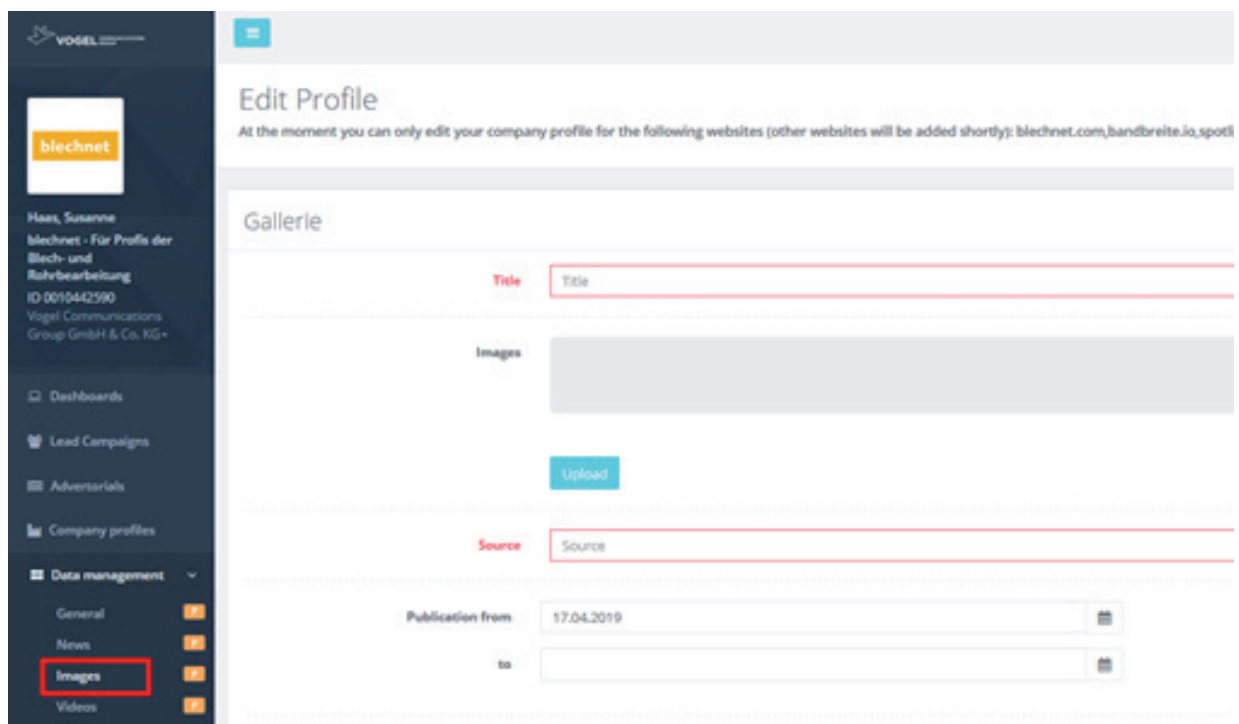 VOGEL
blechnet
Haas, Susanne
blechnet - Für Profis der
Blech- und
Rohrbearbeitung
ID 0010442590
Vogel Communications
Group GmbH & Co. KG
Dashboards
Lead Campaigns
Advertorials
Company profiles
Data management
General P
News P
Images P
Videos P
Edit Profile
At the moment you can only edit your company profile for the following websites (other websites will be added shortly): blechnet.com,bandbreite.io,spotli
Gallerie
Title Title
Images
Upload
Source Source
Publication from 17.04.2019
to